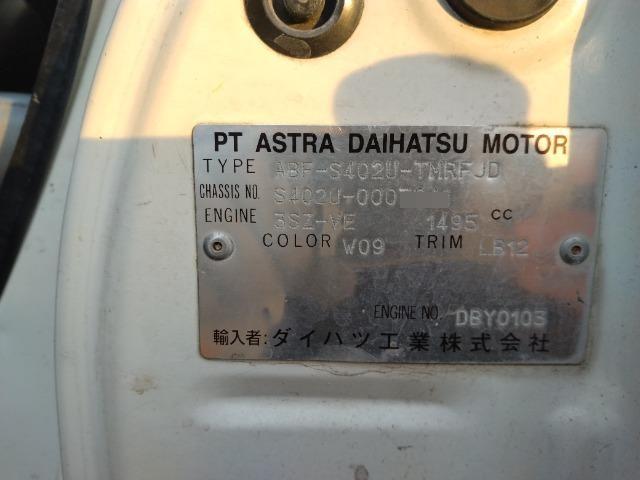 PT ASTRA DAIHATSU MOTOR
TYPE ABF-S402U-TMRFJD
CHASSIS NO. S402U-000
ENGINE 3SZ-VE 1495 cc
COLOR W09 TRIM LB12
ENGINE NO. DBY0103
輸入者: ダイハツ工業株式会社